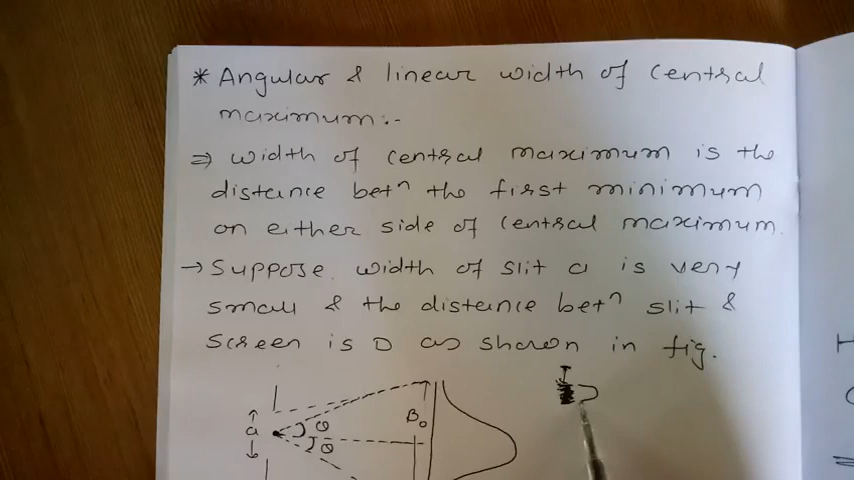 * Angular & linear width of central
maximum:-
⇒ width of central maximum is the
distance betⁿ the first minimum
on either side of central maximum.
→ Suppose width of slit a is very
small & the distance betⁿ slit &
screen is D as shown in fig.
a
θ
θ
B₀